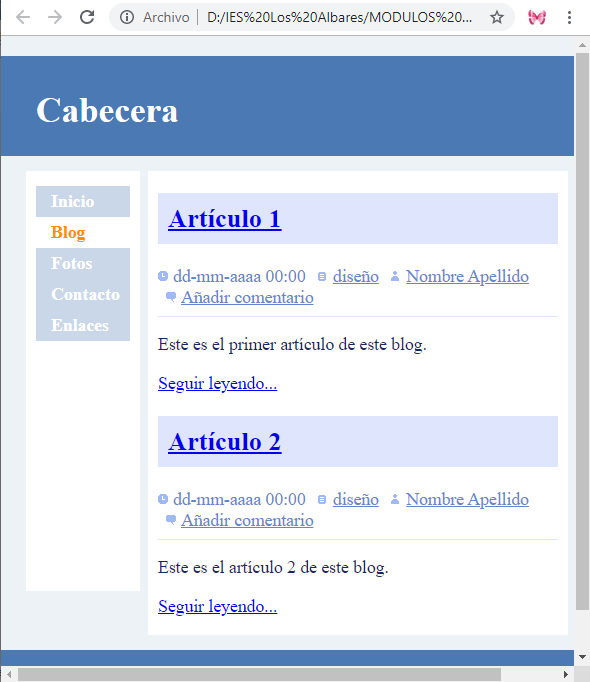 Archivo | D:/IES%20Los%20Albares/MODULOS%20...
Cabecera
Inicio
Blog
Fotos
Contacto
Enlaces
Artículo 1
dd-mm-aaaa 00:00 diseño Nombre Apellido
Añadir comentario
Este es el primer artículo de este blog.
Seguir leyendo...
Artículo 2
dd-mm-aaaa 00:00 diseño Nombre Apellido
Añadir comentario
Este es el artículo 2 de este blog.
Seguir leyendo...